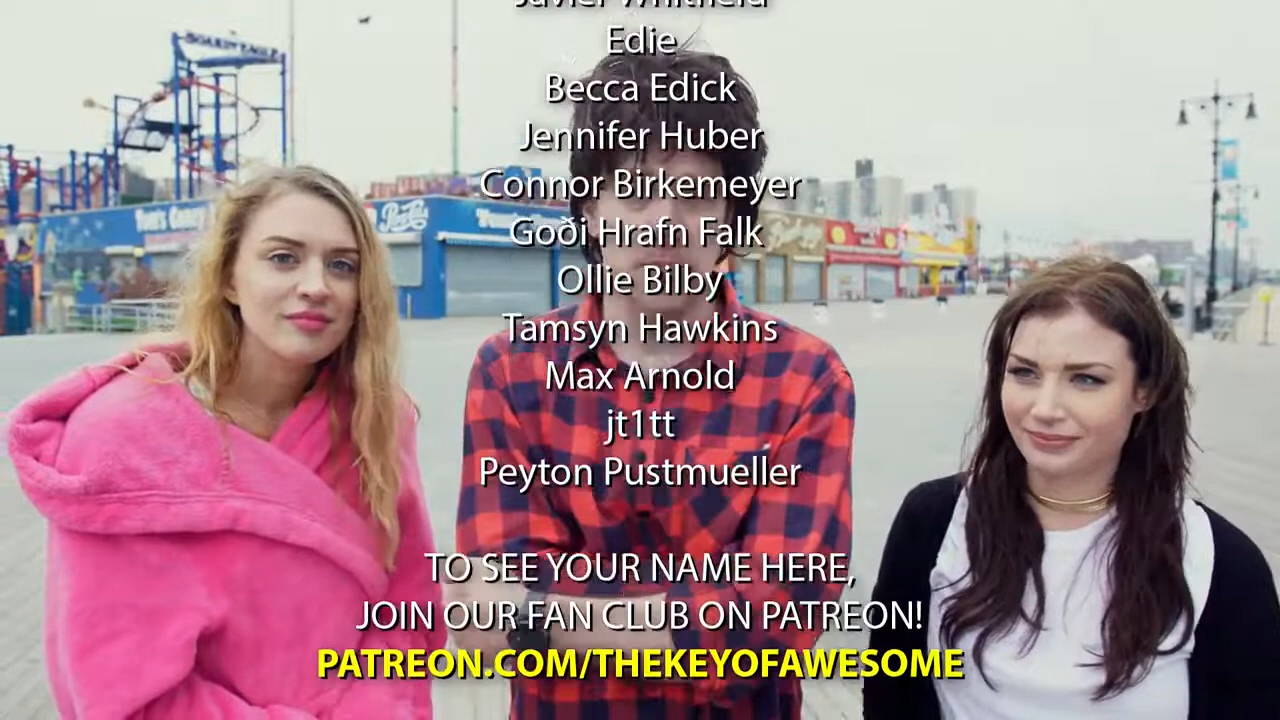 Edie
Becca Edick
Jennifer Huber
Connor Birkemeyer
Goði Hrafn Falk
Ollie Bilby
Tamsyn Hawkins
Max Arnold
jt1tt
Peyton Pustmueller
TO SEE YOUR NAME HERE,
JOIN OUR FAN CLUB ON PATREON!
PATREON.COM/THEKEYOFAWESOME
pepsi